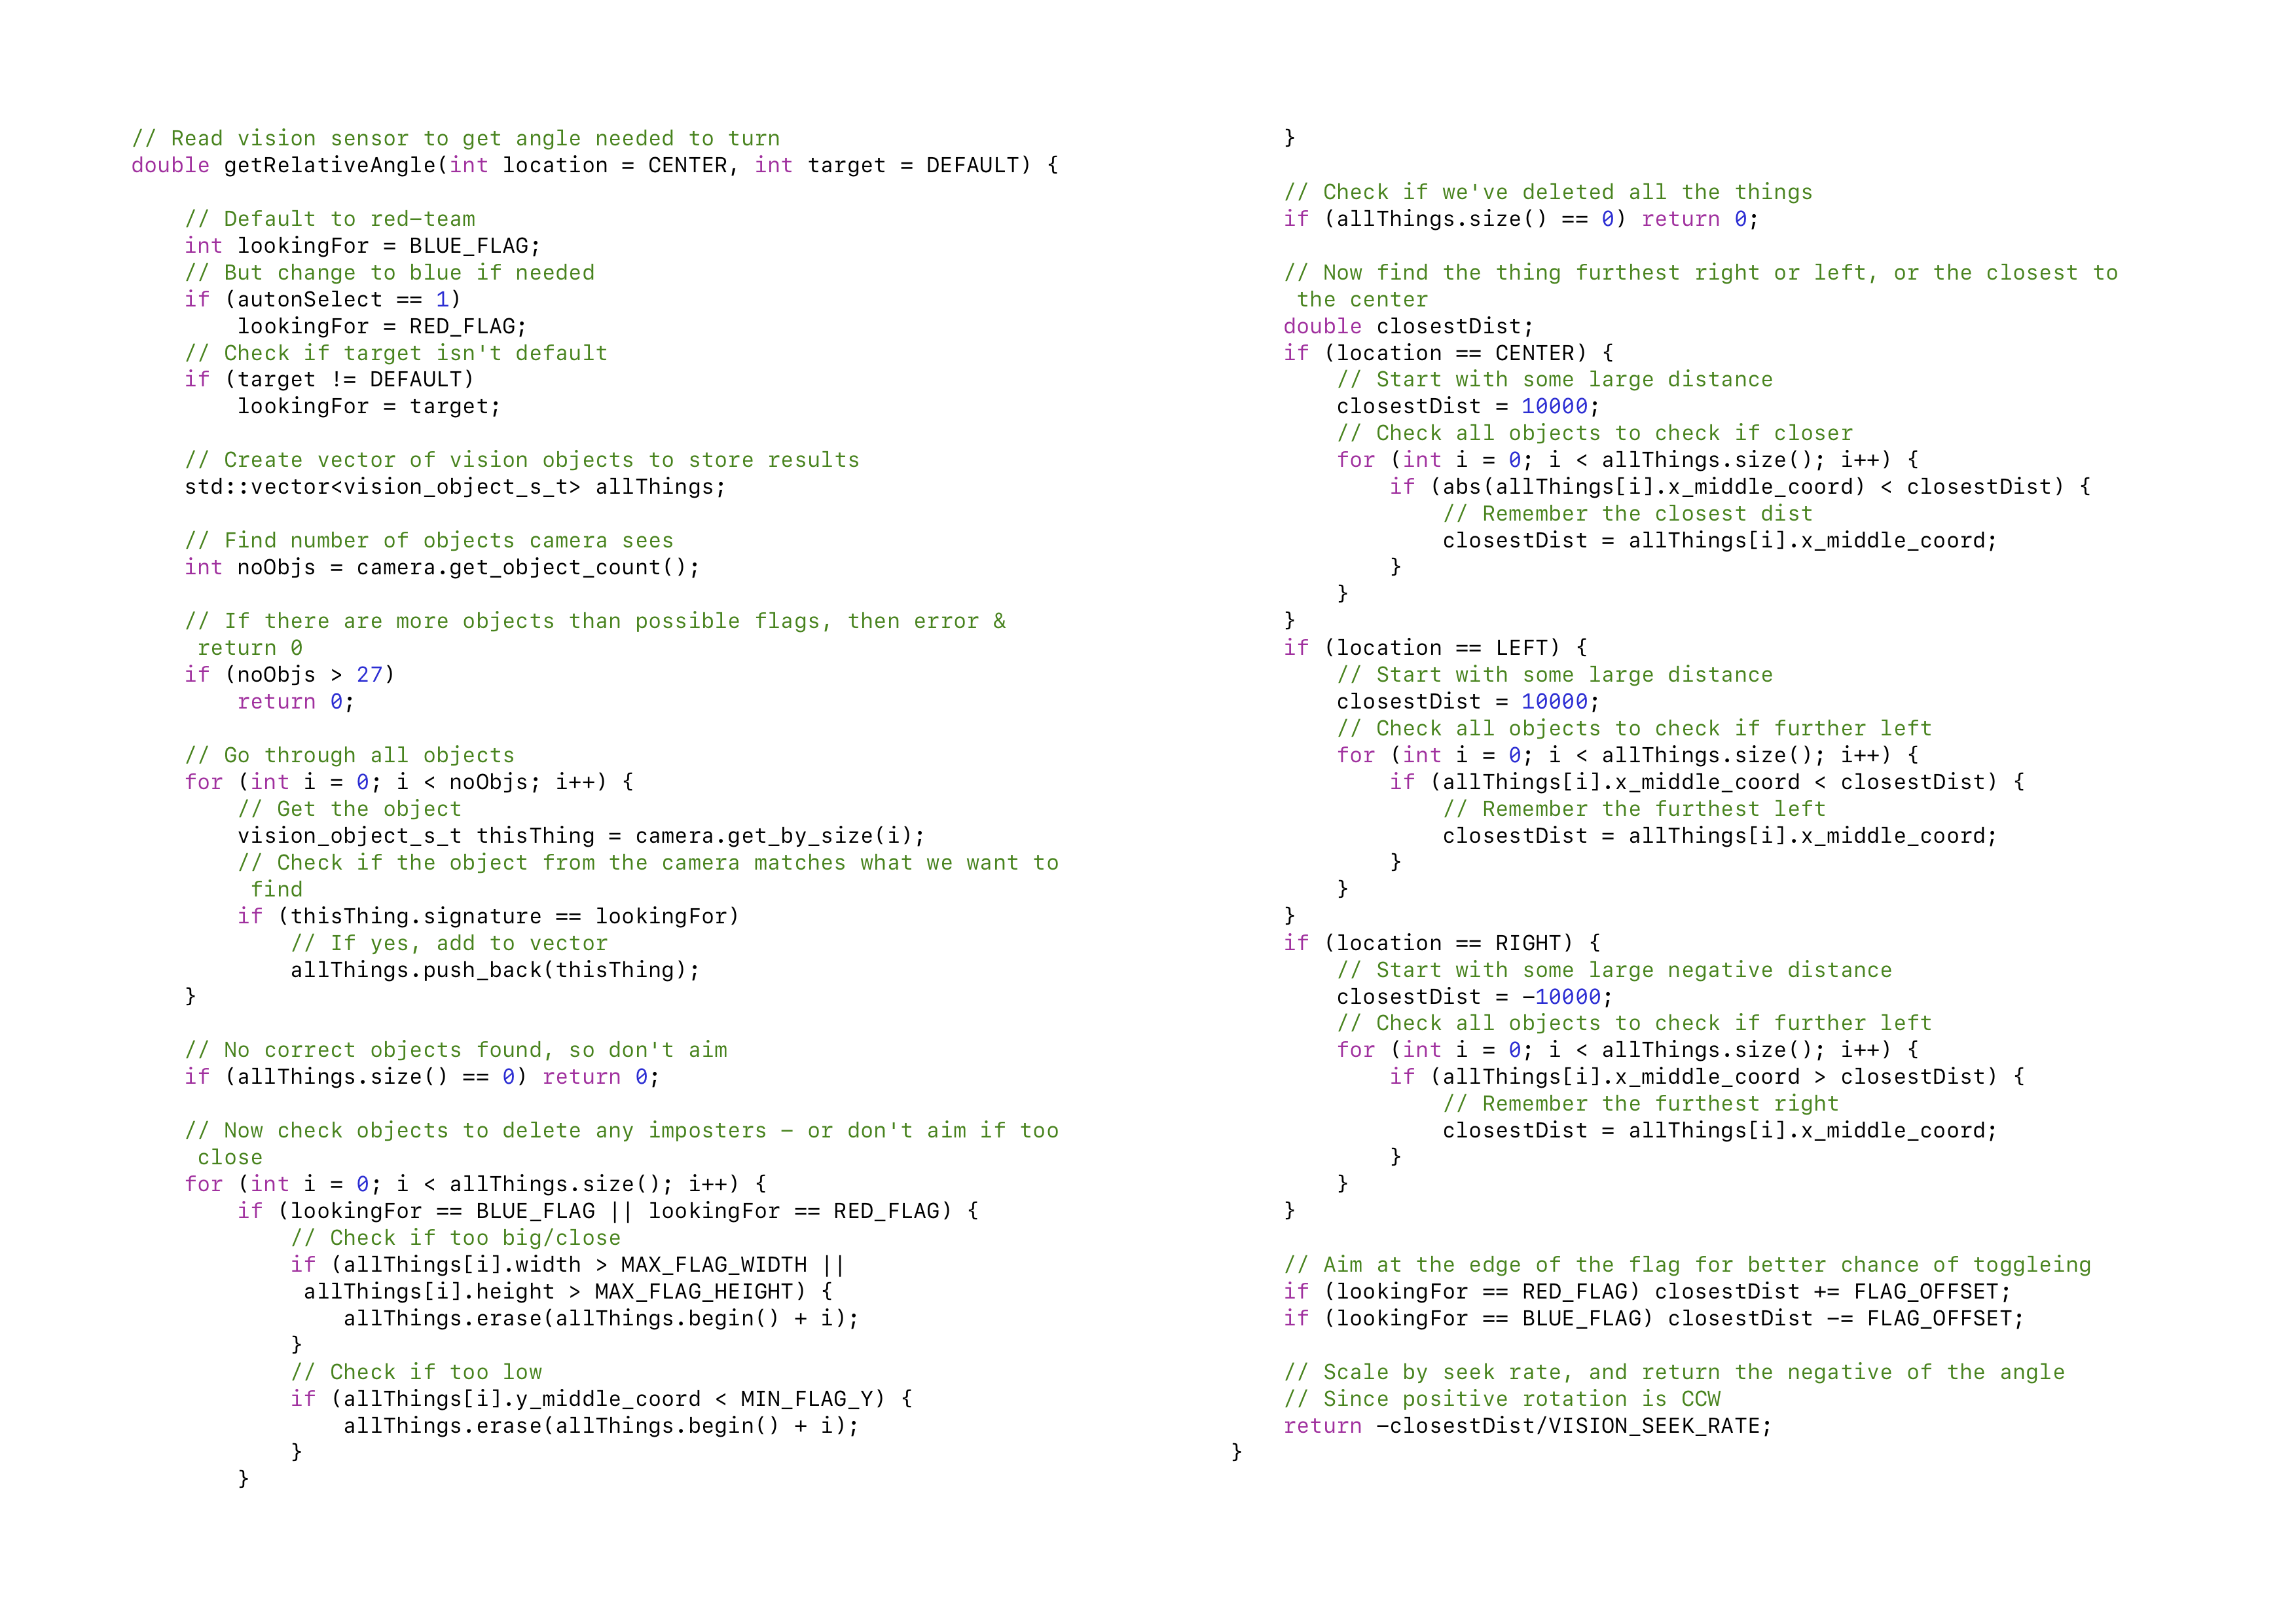 // Read vision sensor to get angle needed to turn
double getRelativeAngle(int location = CENTER, int target = DEFAULT) {

    // Default to red-team
    int lookingFor = BLUE_FLAG;
    // But change to blue if needed
    if (autonSelect == 1)
        lookingFor = RED_FLAG;
    // Check if target isn't default
    if (target != DEFAULT)
        lookingFor = target;

    // Create vector of vision objects to store results
    std::vector<vision_object_s_t> allThings;

    // Find number of objects camera sees
    int noObjs = camera.get_object_count();

    // If there are more objects than possible flags, then error &
     return 0
    if (noObjs > 27)
        return 0;

    // Go through all objects
    for (int i = 0; i < noObjs; i++) {
        // Get the object
        vision_object_s_t thisThing = camera.get_by_size(i);
        // Check if the object from the camera matches what we want to
         find
        if (thisThing.signature == lookingFor)
            // If yes, add to vector
            allThings.push_back(thisThing);
    }

    // No correct objects found, so don't aim
    if (allThings.size() == 0) return 0;

    // Now check objects to delete any imposters – or don't aim if too
     close
    for (int i = 0; i < allThings.size(); i++) {
        if (lookingFor == BLUE_FLAG || lookingFor == RED_FLAG) {
            // Check if too big/close
            if (allThings[i].width > MAX_FLAG_WIDTH ||
             allThings[i].height > MAX_FLAG_HEIGHT) {
                allThings.erase(allThings.begin() + i);
            }
            // Check if too low
            if (allThings[i].y_middle_coord < MIN_FLAG_Y) {
                allThings.erase(allThings.begin() + i);
            }
        }
    }

    // Check if we've deleted all the things
    if (allThings.size() == 0) return 0;

    // Now find the thing furthest right or left, or the closest to
     the center
    double closestDist;
    if (location == CENTER) {
        // Start with some large distance
        closestDist = 10000;
        // Check all objects to check if closer
        for (int i = 0; i < allThings.size(); i++) {
            if (abs(allThings[i].x_middle_coord) < closestDist) {
                // Remember the closest dist
                closestDist = allThings[i].x_middle_coord;
            }
        }
    }
    if (location == LEFT) {
        // Start with some large distance
        closestDist = 10000;
        // Check all objects to check if further left
        for (int i = 0; i < allThings.size(); i++) {
            if (allThings[i].x_middle_coord < closestDist) {
                // Remember the furthest left
                closestDist = allThings[i].x_middle_coord;
            }
        }
    }
    if (location == RIGHT) {
        // Start with some large negative distance
        closestDist = -10000;
        // Check all objects to check if further left
        for (int i = 0; i < allThings.size(); i++) {
            if (allThings[i].x_middle_coord > closestDist) {
                // Remember the furthest right
                closestDist = allThings[i].x_middle_coord;
            }
        }
    }

    // Aim at the edge of the flag for better chance of toggleing
    if (lookingFor == RED_FLAG) closestDist += FLAG_OFFSET;
    if (lookingFor == BLUE_FLAG) closestDist -= FLAG_OFFSET;

    // Scale by seek rate, and return the negative of the angle
    // Since positive rotation is CCW
    return -closestDist/VISION_SEEK_RATE;
}